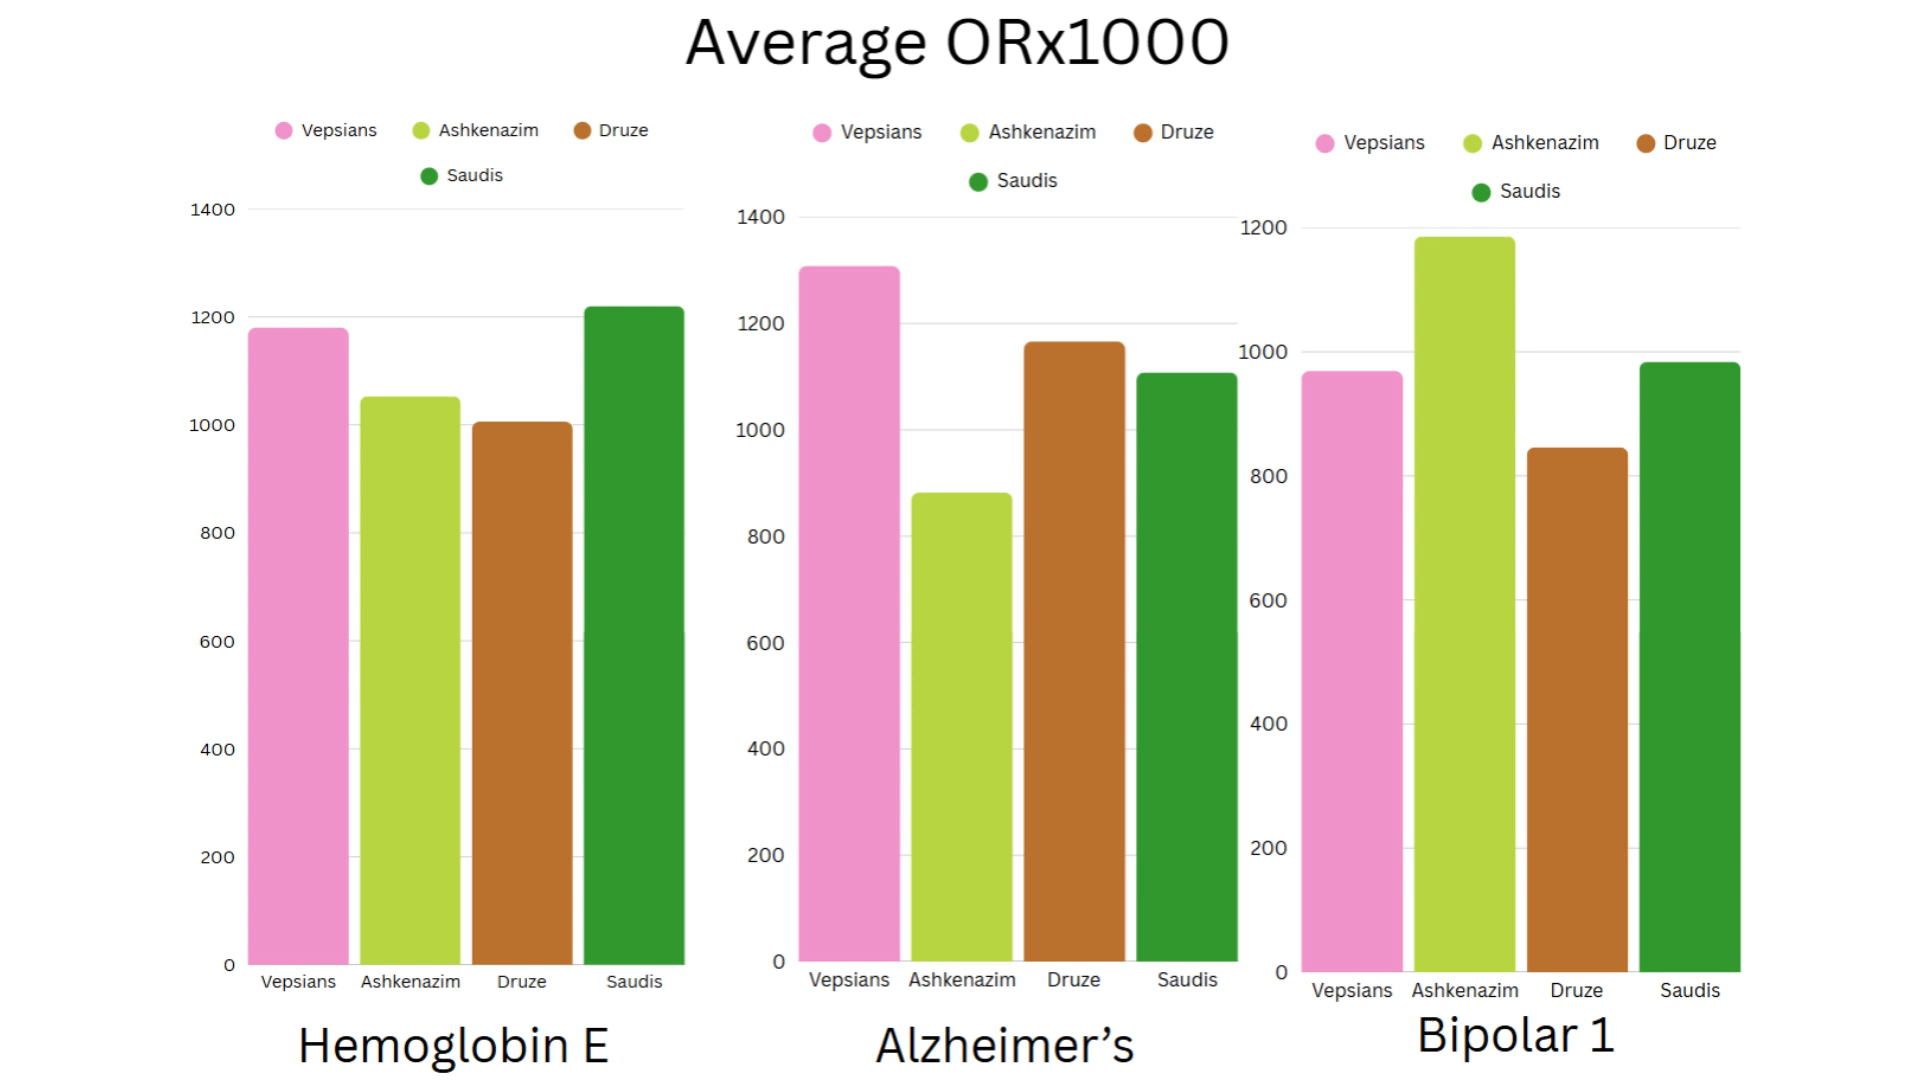 Average ORx1000
Vepsians Ashkenazim Druze
Saudis
1400
1200
1000
800
600
400
200
0
Vepsians Ashkenazim Druze Saudis
Hemoglobin E
Vepsians Ashkenazim Druze
Saudis
1400
1200
1000
800
600
400
200
0
Vepsians Ashkenazim Druze Saudis
Alzheimer’s
Vepsians Ashkenazim Druze
Saudis
1200
1000
800
600
400
200
0
Vepsians Ashkenazim Druze Saudis
Bipolar 1